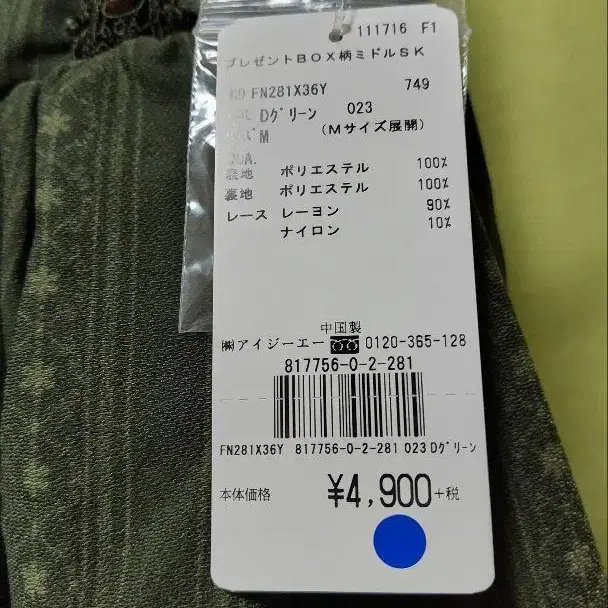 111716 F1
プレゼントBOX柄ミドルSK
NO FN281X36Y 749
Dグリーン 023
M (Mサイズ展開)
表地 ポリエステル 100%
裏地 ポリエステル 100%
レース レーヨン 90%
ナイロン 10%
中国製
㈱アイジーエー 0120-365-128
817756-0-2-281
FN281X36Y 817756-0-2-281 023 Dグリーン
本体価格 ¥4,900+税